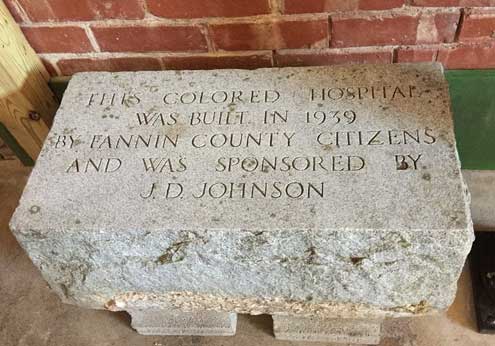 THIS COLORED HOSPITAL
WAS BUILT IN 1939
BY FANNIN COUNTY CITIZENS
AND WAS SPONSORED BY
J. D. JOHNSON